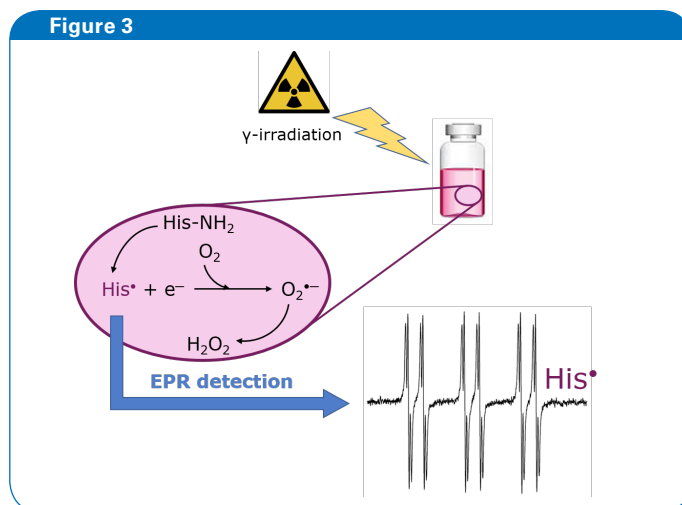 Figure 3
γ-irradiation
His-NH₂
O₂
His• + e⁻ O₂•⁻
H₂O₂
EPR detection
His•